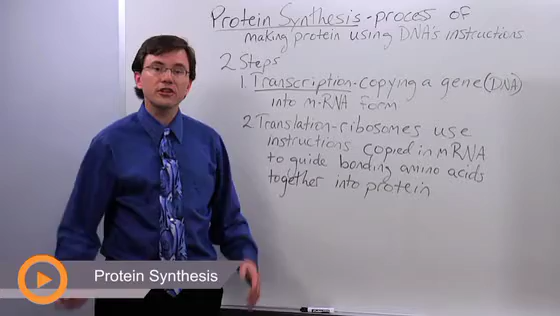 Protein Synthesis - process of
making protein using DNA's instructions
2 Steps
1. Transcription - copying a gene (DNA)
into m-RNA form
2. Translation - ribosomes use
instructions copied in mRNA
to guide bonding amino acids
together into protein
Protein Synthesis